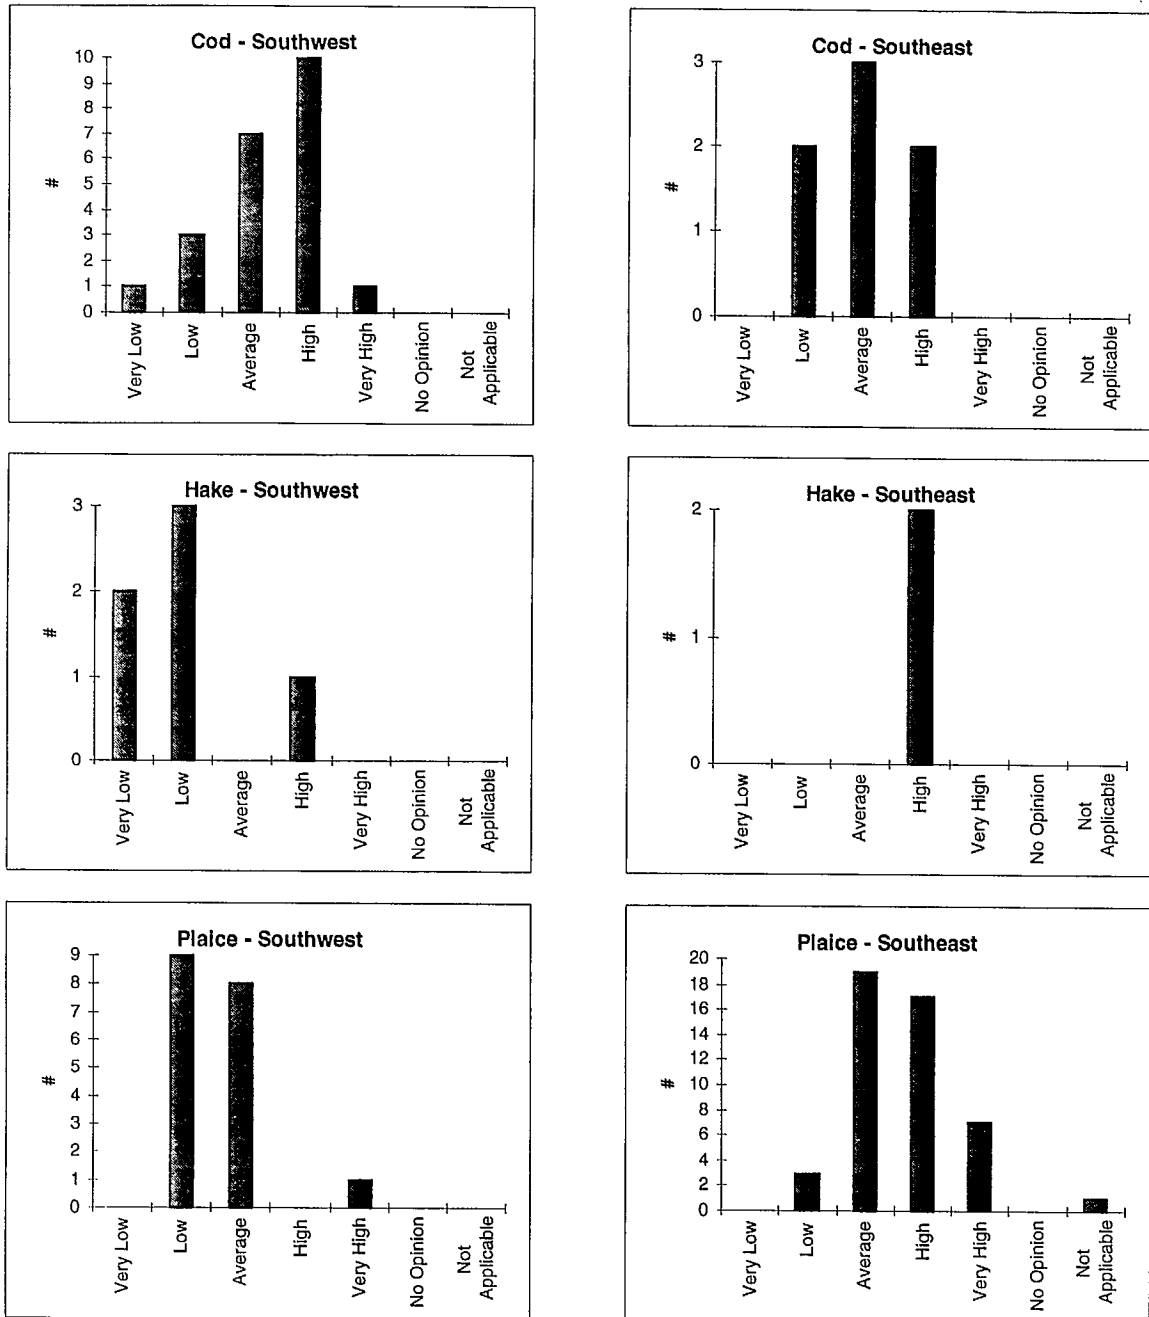 Cod - Southwest
10
9
8
7
6
5
4
3
2
1
0
#
Very Low
Low
Average
High
Very High
No Opinion
Not
Applicable
Cod - Southeast
3
2
1
0
#
Very Low
Low
Average
High
Very High
No Opinion
Not
Applicable
Hake - Southwest
3
2
1
0
#
Very Low
Low
Average
High
Very High
No Opinion
Not
Applicable
Hake - Southeast
2
1
0
#
Very Low
Low
Average
High
Very High
No Opinion
Not
Applicable
Plaice - Southwest
9
8
7
6
5
4
3
2
1
0
#
Very Low
Low
Average
High
Very High
No Opinion
Not
Applicable
Plaice - Southeast
20
18
16
14
12
10
8
6
4
2
0
#
Very Low
Low
Average
High
Very High
No Opinion
Not
Applicable